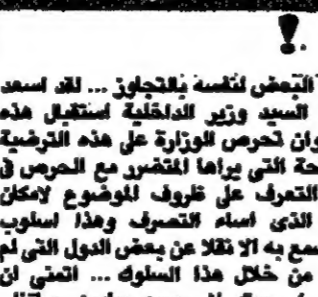 !
البعض لنفسه بالتجاوز ... لقد اسعد
السيد وزير الداخلية استقبال هذه
وان تحرص الوزارة على هذه الترضية
حة التي يراها المتضرر مع الحرص في
التعرف على ظروف الموضوع لامكان
الذي اساء التصرف وهذا اسلوب
سمع به الا نقلا عن بعض الدول التي لم
من خلال هذا السلوك ... اتمنى ان